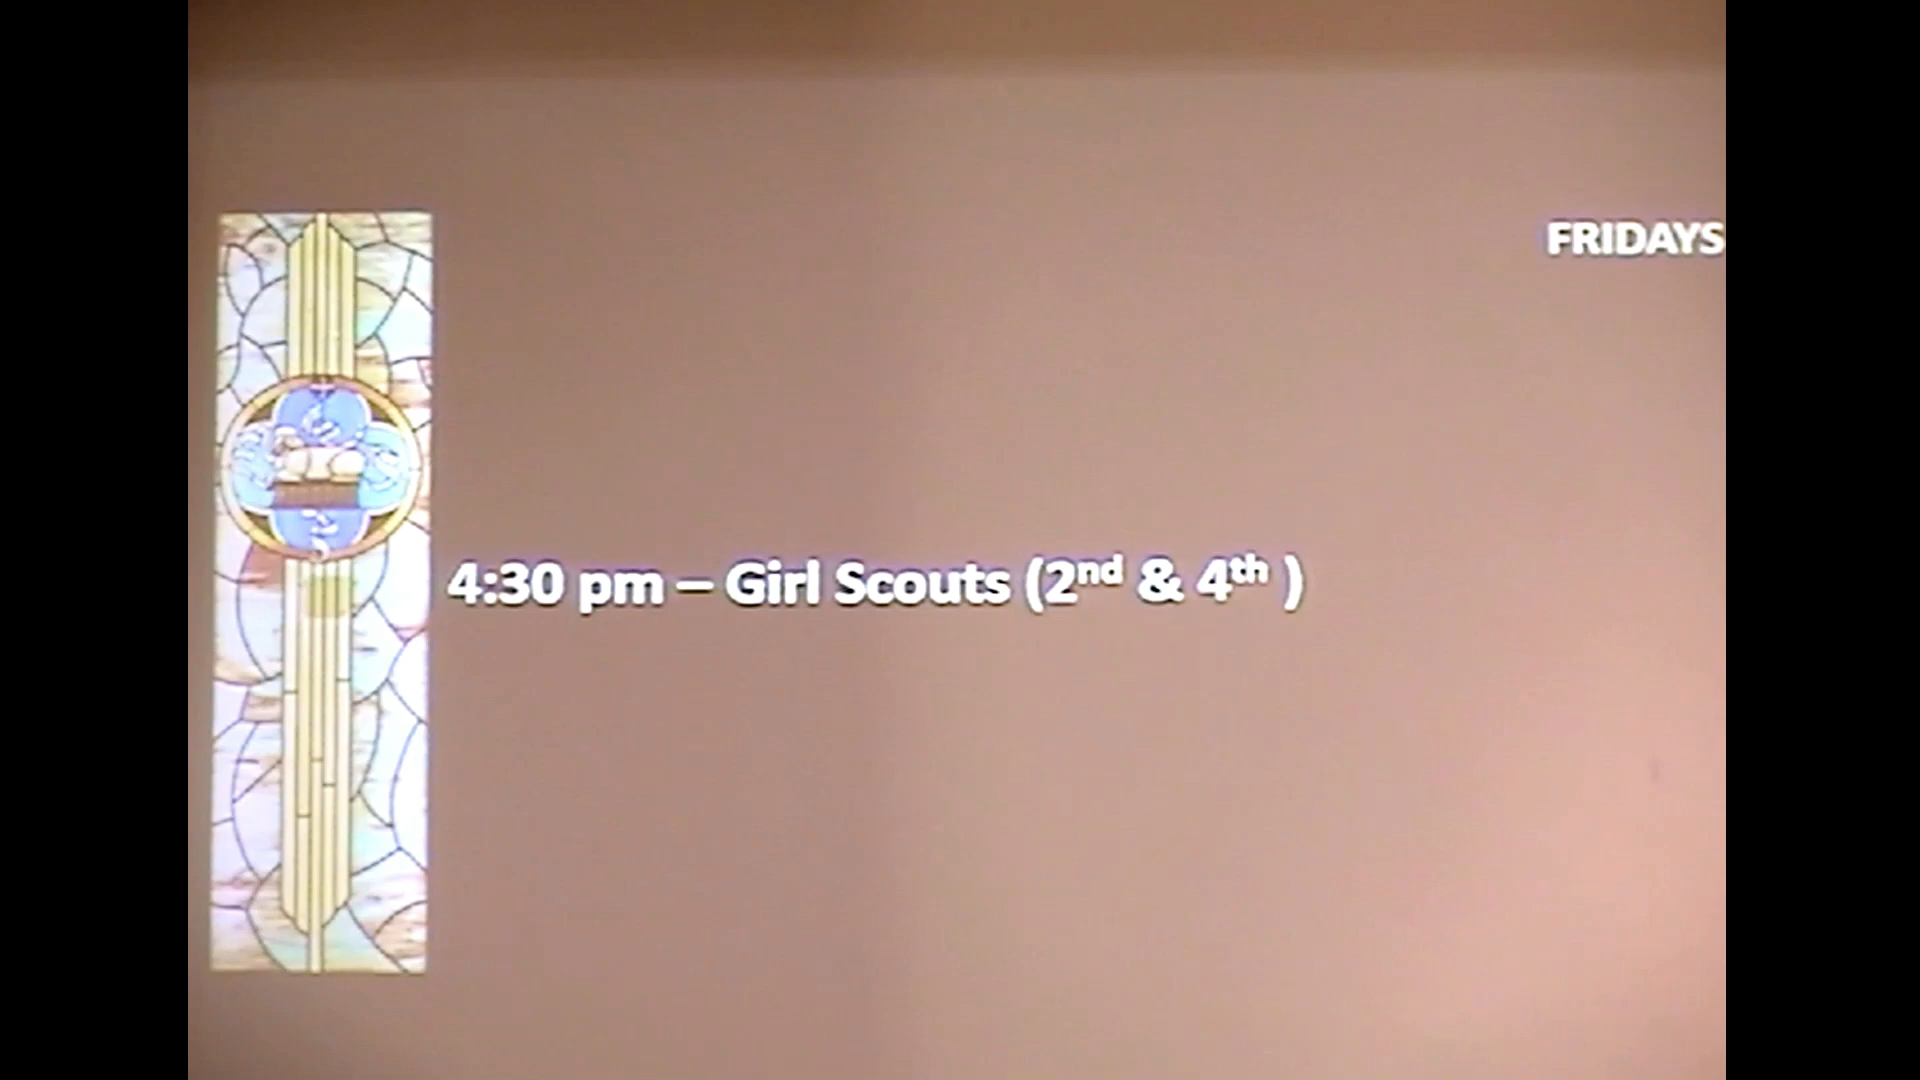 FRIDAYS
4:30 pm – Girl Scouts (2nd & 4th )